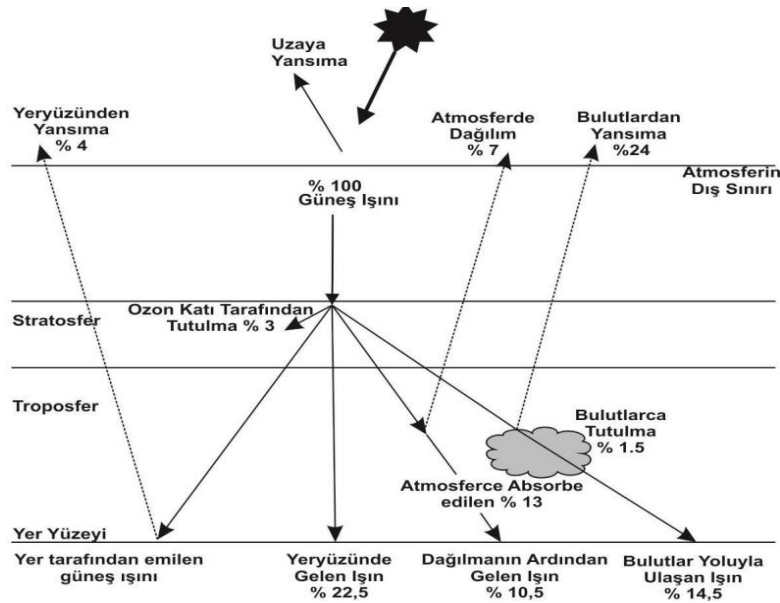 Uzaya
Yansıma
Yeryüzünden
Yansıma
% 4
Atmosferde
Dağılım
% 7
Bulutlardan
Yansıma
%24
Atmosferin
Dış Sınırı
% 100
Güneş Işını
Ozon Katı Tarafından
Tutulma % 3
Stratosfer
Troposfer
Bulutlarca
Tutulma
% 1.5
Atmosferce Absorbe
edilen % 13
Yer Yüzeyi
Yer tarafından emilen
güneş ışını
Yeryüzünde
Gelen Işın
% 22,5
Dağılmanın Ardından
Gelen Işın
% 10,5
Bulutlar Yoluyla
Ulaşan Işın
% 14,5